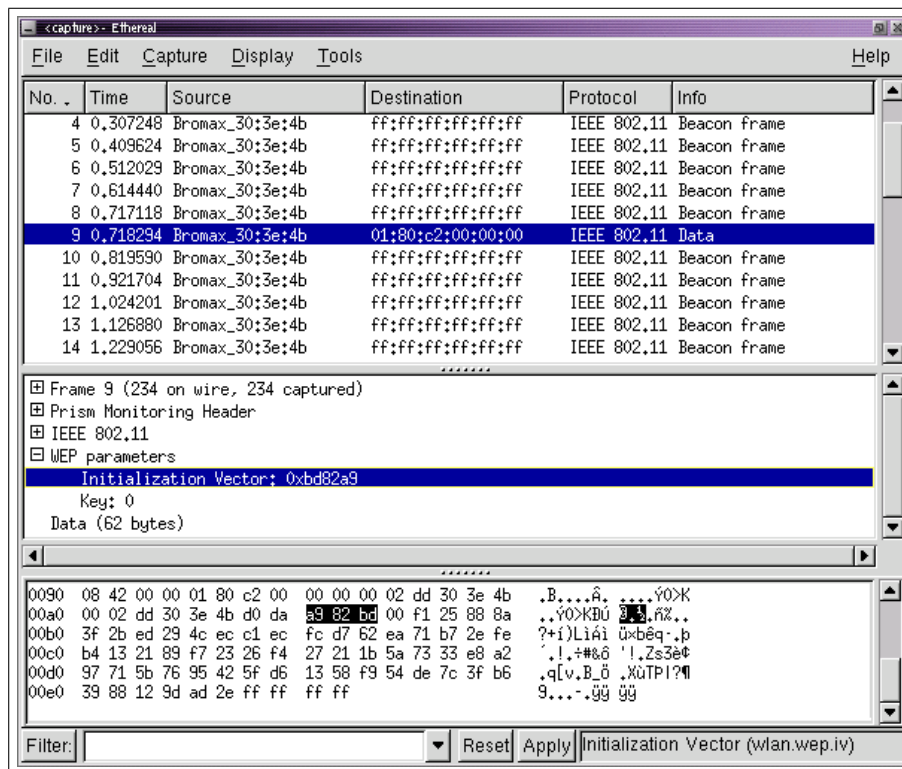 <capture> - Ethereal
File Edit Capture Display Tools Help
No. . Time Source Destination Protocol Info
4 0.307248 Bromax_30:3e:4b ff:ff:ff:ff:ff:ff IEEE 802.11 Beacon frame
5 0.409624 Bromax_30:3e:4b ff:ff:ff:ff:ff:ff IEEE 802.11 Beacon frame
6 0.512029 Bromax_30:3e:4b ff:ff:ff:ff:ff:ff IEEE 802.11 Beacon frame
7 0.614440 Bromax_30:3e:4b ff:ff:ff:ff:ff:ff IEEE 802.11 Beacon frame
8 0.717118 Bromax_30:3e:4b ff:ff:ff:ff:ff:ff IEEE 802.11 Beacon frame
9 0.718294 Bromax_30:3e:4b 01:80:c2:00:00:00 IEEE 802.11 Data
10 0.819590 Bromax_30:3e:4b ff:ff:ff:ff:ff:ff IEEE 802.11 Beacon frame
11 0.921704 Bromax_30:3e:4b ff:ff:ff:ff:ff:ff IEEE 802.11 Beacon frame
12 1.024201 Bromax_30:3e:4b ff:ff:ff:ff:ff:ff IEEE 802.11 Beacon frame
13 1.126880 Bromax_30:3e:4b ff:ff:ff:ff:ff:ff IEEE 802.11 Beacon frame
14 1.229056 Bromax_30:3e:4b ff:ff:ff:ff:ff:ff IEEE 802.11 Beacon frame
Frame 9 (234 on wire, 234 captured)
Prism Monitoring Header
IEEE 802.11
WEP parameters
Initialization Vector: 0xbd82a9
Key: 0
Data (62 bytes)
0090 08 42 00 00 01 80 c2 00 00 00 00 02 dd 30 3e 4b .B....Â. ....Ý0>K
00a0 00 02 dd 30 3e 4b d0 da a9 82 bd 00 f1 25 88 8a ..Ý0>KÐÚ ©.½.ñ%..
00b0 3f 2b ed 29 4c ec c1 ec fc d7 62 ea 71 b7 2e fe ?+í)LìÁì ü×bêq·.þ
00c0 b4 13 21 89 f7 23 26 f4 27 21 1b 5a 73 33 e8 a2 ´.!.÷#&ô '!.Zs3è¢
00d0 97 71 5b 76 95 42 5f d6 13 58 f9 54 de 7c 3f b6 .q[v.B_Ö .XùTÞ|?¶
00e0 39 88 12 9d ad 2e ff ff ff ff 9...-.ÿÿ ÿÿ
Filter: Reset Apply Initialization Vector (wlan.wep.iv)